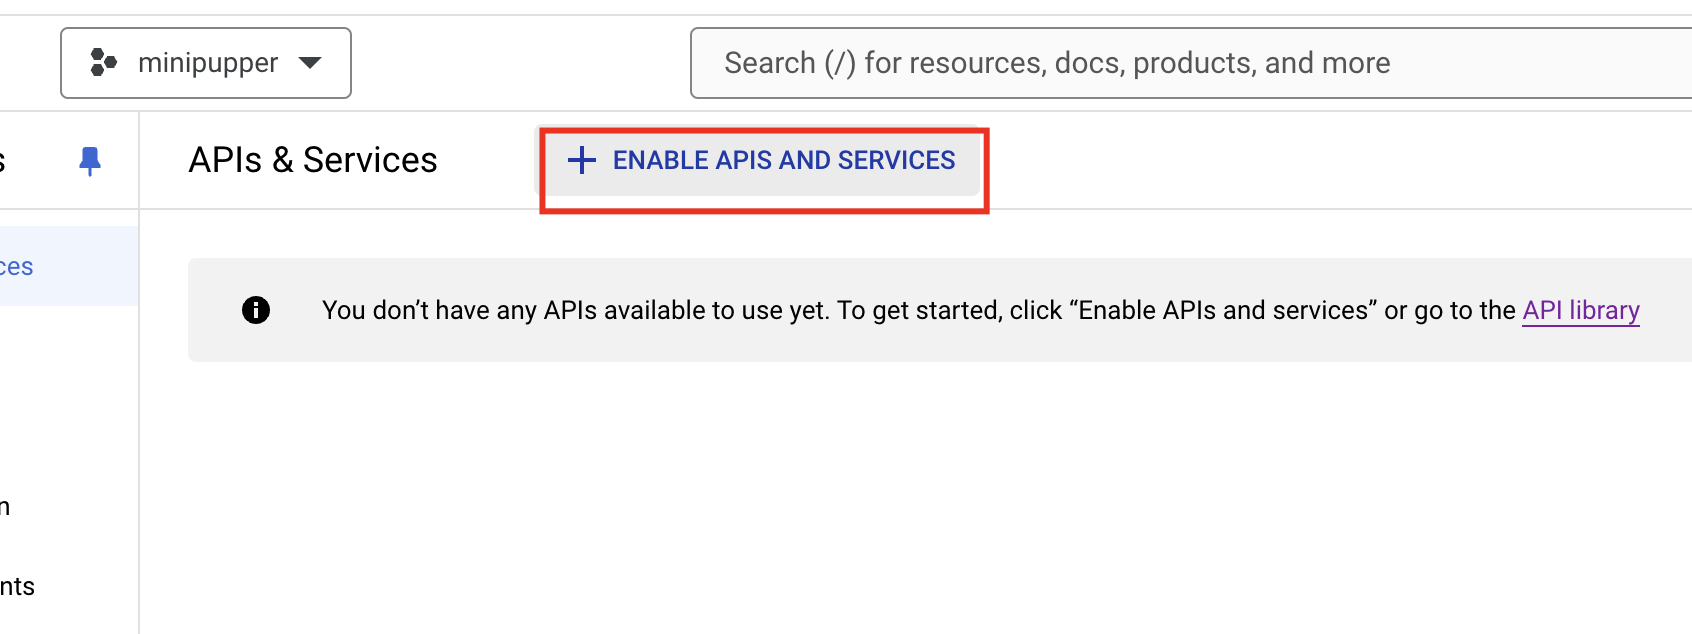 minipupper
Search (/) for resources, docs, products, and more
s
APIs & Services
ENABLE APIS AND SERVICES
ces
You don’t have any APIs available to use yet. To get started, click “Enable APIs and services” or go to the API library
n
nts